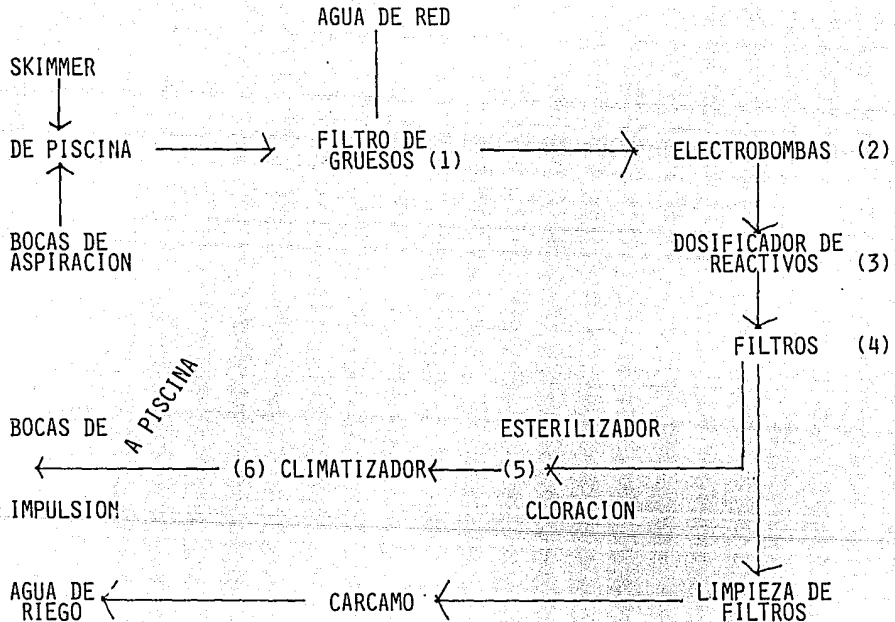 AGUA DE RED
SKIMMER
DE PISCINA
FILTRO DE
GRUESOS (1)
ELECTROBOMBAS (2)
BOCAS DE
ASPIRACION
DOSIFICADOR DE
REACTIVOS (3)
FILTROS (4)
A PISCINA
BOCAS DE
IMPULSION
(6) CLIMATIZADOR
ESTERILIZADOR
(5)
CLORACION
AGUA DE
RIEGO
CARCAMO
LIMPIEZA DE
FILTROS